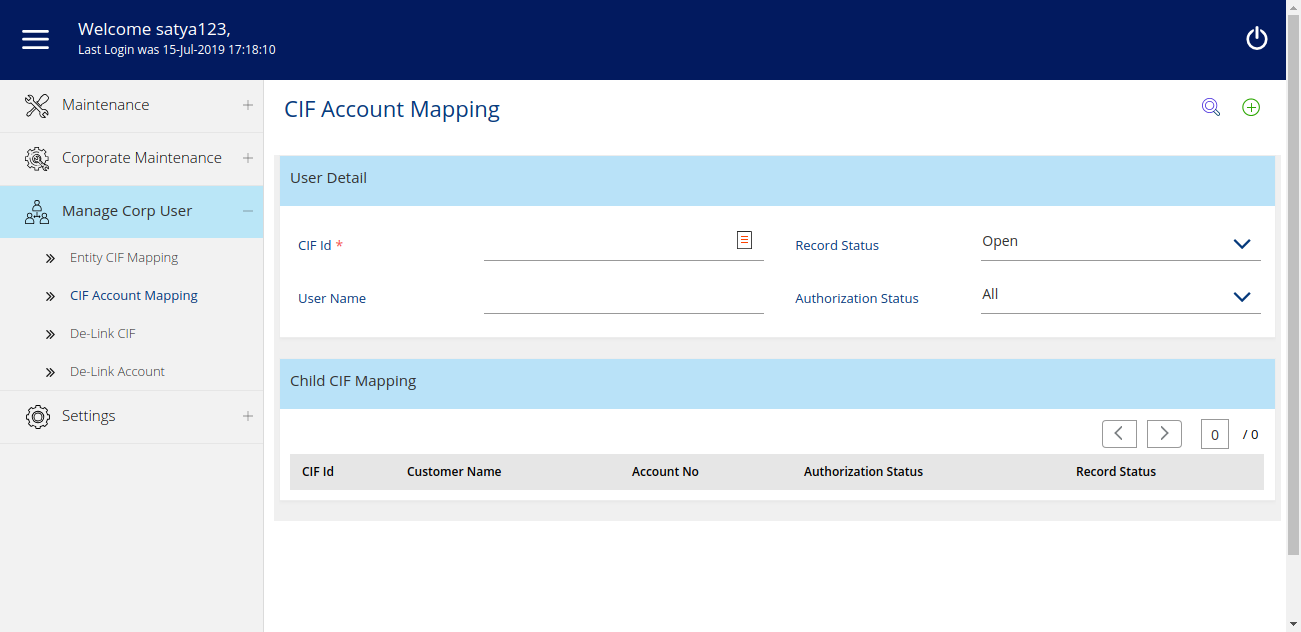 Welcome satya123,
Last Login was 15-Jul-2019 17:18:10
Maintenance
Corporate Maintenance
Manage Corp User
Entity CIF Mapping
CIF Account Mapping
De-Link CIF
De-Link Account
Settings
CIF Account Mapping
User Detail
CIF Id * Record Status Open
User Name Authorization Status All
Child CIF Mapping
0 / 0
CIF Id Customer Name Account No Authorization Status Record Status